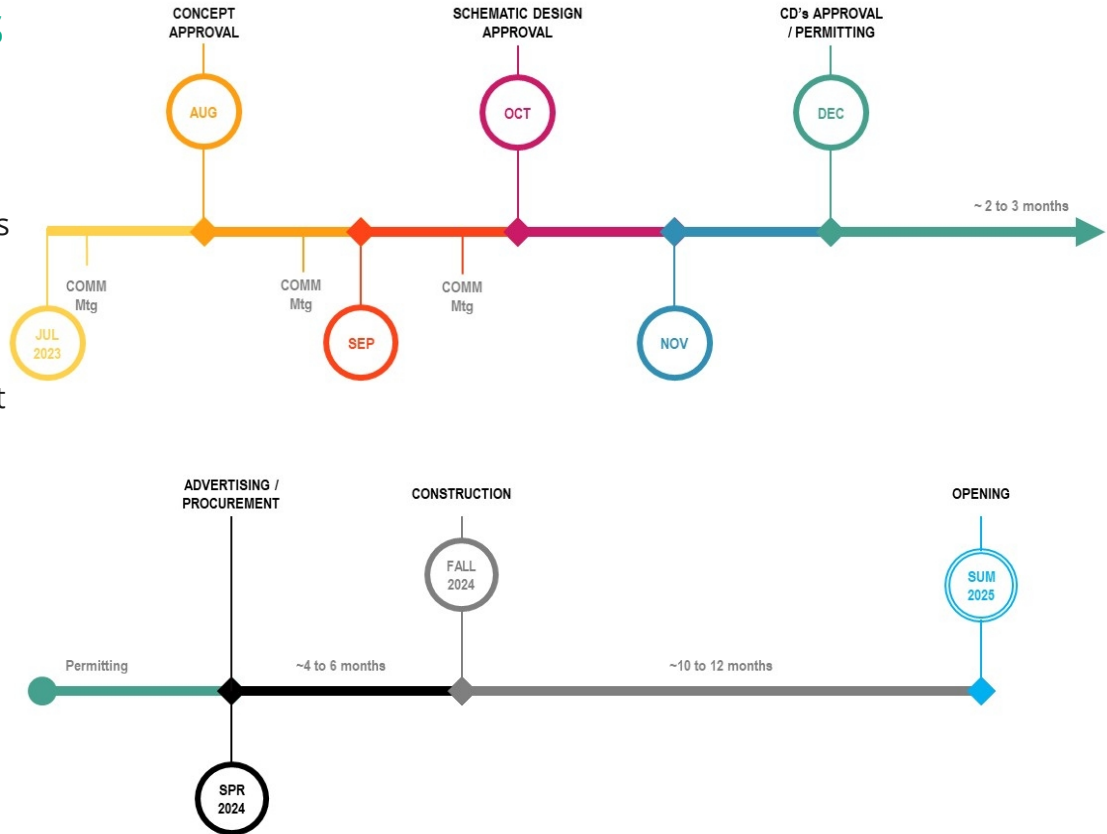 CONCEPT
APPROVAL
SCHEMATIC DESIGN
APPROVAL
CD's APPROVAL
/ PERMITTING
AUG
OCT
DEC
~ 2 to 3 months
s
COMM
Mtg
COMM
Mtg
COMM
Mtg
JUL
2023
SEP
NOV
t
ADVERTISING /
PROCUREMENT
CONSTRUCTION
OPENING
FALL
2024
SUM
2025
Permitting
~4 to 6 months
~10 to 12 months
SPR
2024